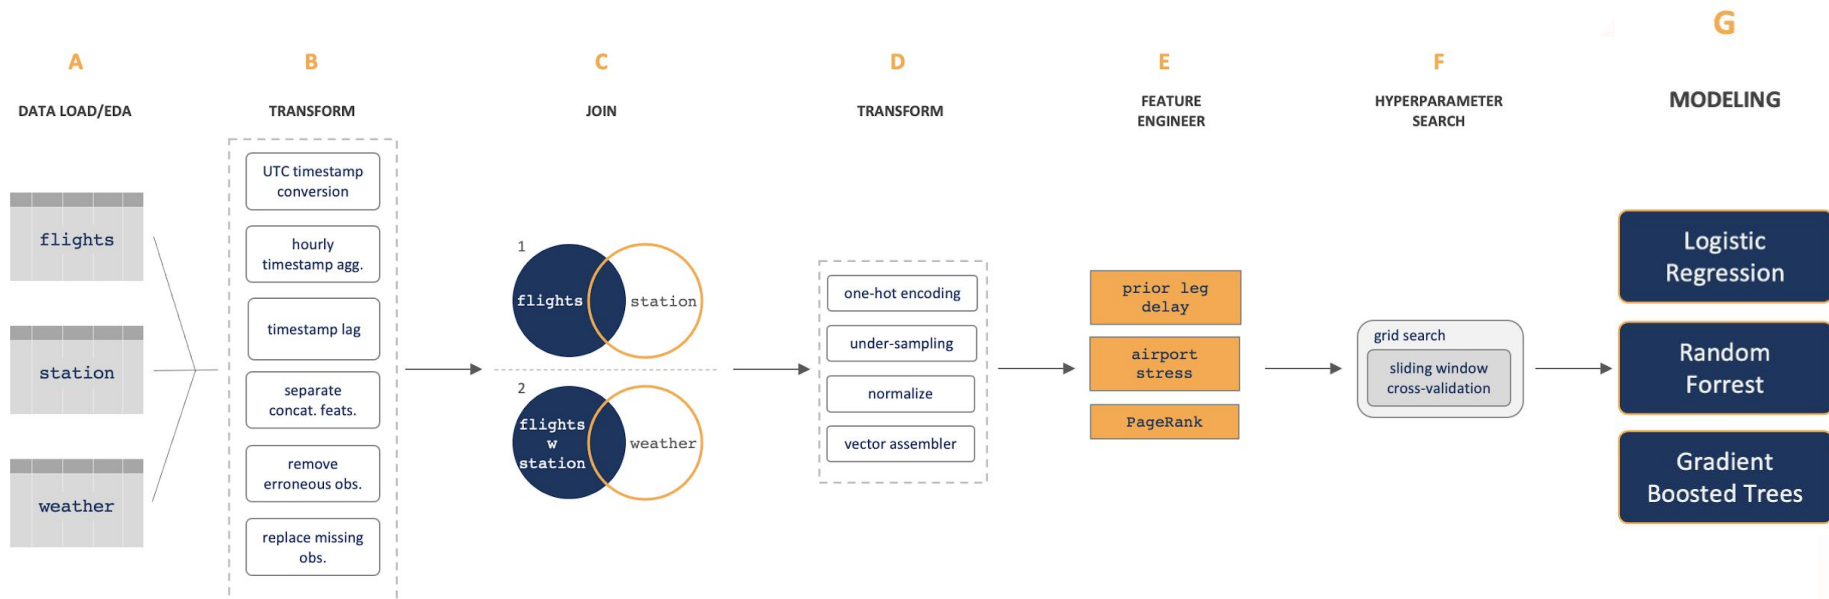 A
DATA LOAD/EDA
flights
station
weather
B
TRANSFORM
UTC timestamp
conversion
hourly
timestamp agg.
timestamp lag
separate
concat. feats.
remove
erroneous obs.
replace missing
obs.
C
JOIN
1
flights
station
2
flights
w
station
weather
D
TRANSFORM
one-hot encoding
under-sampling
normalize
vector assembler
E
FEATURE
ENGINEER
prior leg
delay
airport
stress
PageRank
F
HYPERPARAMETER
SEARCH
grid search
sliding window
cross-validation
G
MODELING
Logistic
Regression
Random
Forrest
Gradient
Boosted Trees